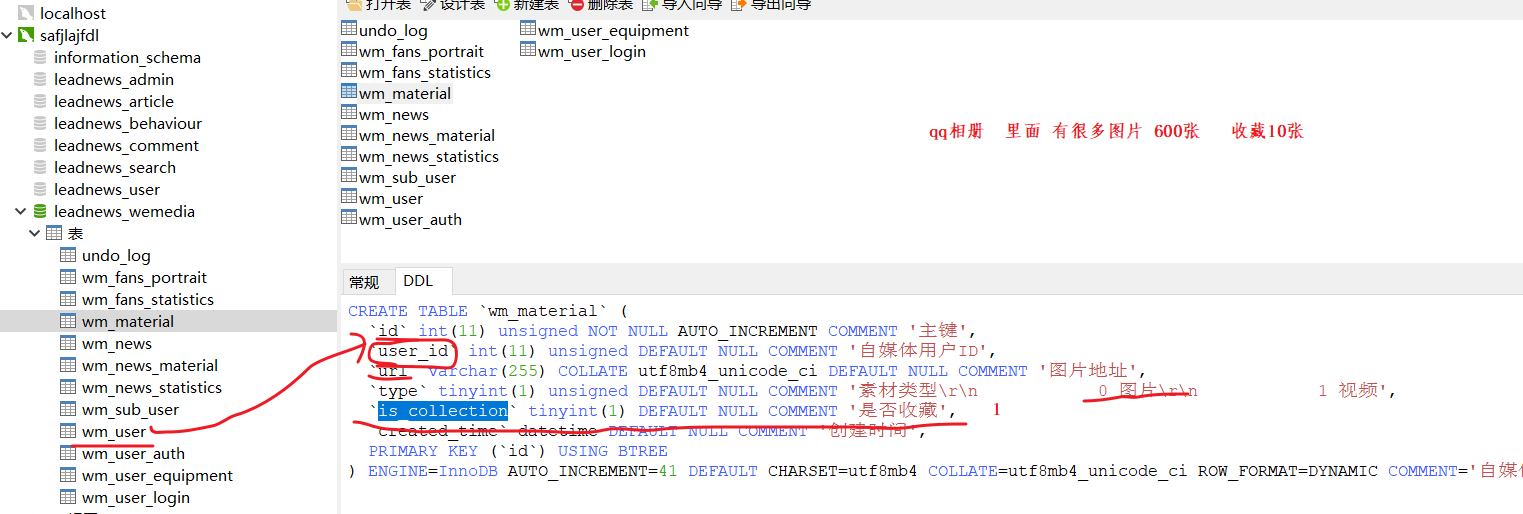 localhost
safjlajfdl
information_schema
leadnews_admin
leadnews_article
leadnews_behaviour
leadnews_comment
leadnews_search
leadnews_user
leadnews_wemedia
表
undo_log
wm_fans_portrait
wm_fans_statistics
wm_material
wm_news
wm_news_material
wm_news_statistics
wm_sub_user
wm_user
wm_user_auth
wm_user_equipment
wm_user_login
打开表 设计表 新建表 删除表 导入向导 导出向导
undo_log wm_user_equipment
wm_fans_portrait wm_user_login
wm_fans_statistics
wm_material
wm_news
wm_news_material
wm_news_statistics
wm_sub_user
wm_user
wm_user_auth
qq相册 里面 有很多图片 600张 收藏10张
常规 DDL
CREATE TABLE `wm_material` (
`id` int(11) unsigned NOT NULL AUTO_INCREMENT COMMENT '主键',
`user_id` int(11) unsigned DEFAULT NULL COMMENT '自媒体用户ID',
`url` varchar(255) COLLATE utf8mb4_unicode_ci DEFAULT NULL COMMENT '图片地址',
`type` tinyint(1) unsigned DEFAULT NULL COMMENT '素材类型\r\n 0 图片\r\n 1 视频',
`is_collection` tinyint(1) DEFAULT NULL COMMENT '是否收藏', 1
`created_time` datetime DEFAULT NULL COMMENT '创建时间',
PRIMARY KEY (`id`) USING BTREE
) ENGINE=InnoDB AUTO_INCREMENT=41 DEFAULT CHARSET=utf8mb4 COLLATE=utf8mb4_unicode_ci ROW_FORMAT=DYNAMIC COMMENT='自媒